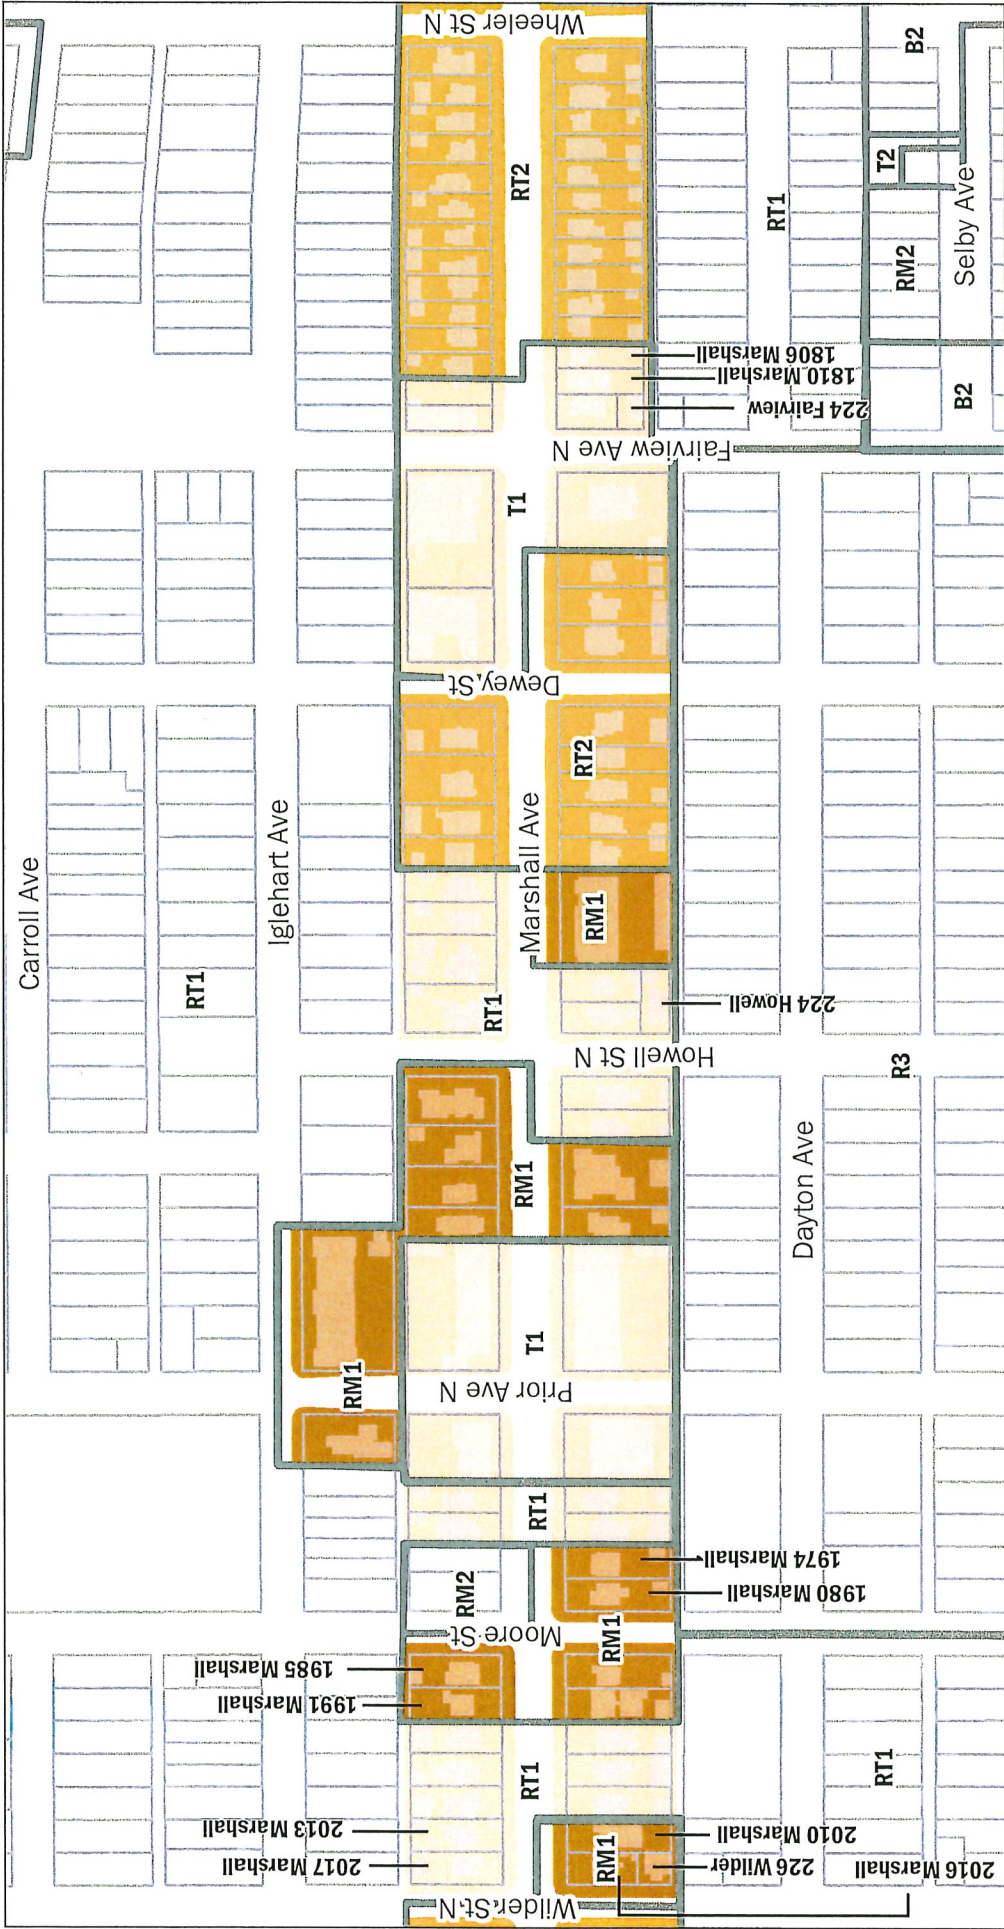 Wheeler St N
B2
RT2
T2
RT1
Selby Ave
RM2
1806 Marshall
1810 Marshall
224 Fairview
B2
Fairview Ave N
T1
Dewey St
RT2
Carroll Ave
Iglehart Ave
Marshall Ave
RM1
RT1
RT1
224 Howell
Howell St N
R3
RM1
Dayton Ave
T1
RM1
Prior Ave N
RT1
1974 Marshall
1980 Marshall
RM2
Moore St
RM1
1985 Marshall
1991 Marshall
RT1
RT1
2013 Marshall
2017 Marshall
2010 Marshall
226 Wilder
2016 Marshall
RM1
Wilder St N